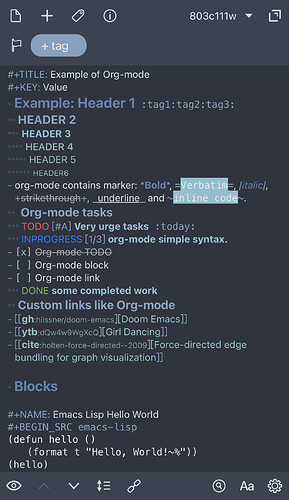 803c111w
+ tag
#+TITLE: Example of Org-mode
#+KEY: Value
* Example: Header 1 :tag1:tag2:tag3:
** HEADER 2
*** HEADER 3
**** HEADER 4
***** HEADER 5
****** HEADER6
- org-mode contains marker: *Bold*, =Verbatim=, /italic/,
+strikethrough+, _underline_ and ~inline code~.
** Org-mode tasks
*** TODO [#A] Very urge tasks :today:
*** INPROGRESS [1/3] org-mode simple syntax.
- [x] Org-mode TODO
- [ ] Org-mode block
- [ ] Org-mode link
*** DONE some completed work
** Custom links like Org-mode
- [[gh:hlissner/doom-emacs][Doom Emacs]]
- [[ytb:dQw4w9WgXcQ][Girl Dancing]]
- [[cite:holten-force-directed--2009][Force-directed edge
bundling for graph visualization]]
* Blocks
#+NAME: Emacs Lisp Hello World
#+BEGIN_SRC emacs-lisp
(defun hello ()
(format t "Hello, World!~%"))
(hello)
Aa